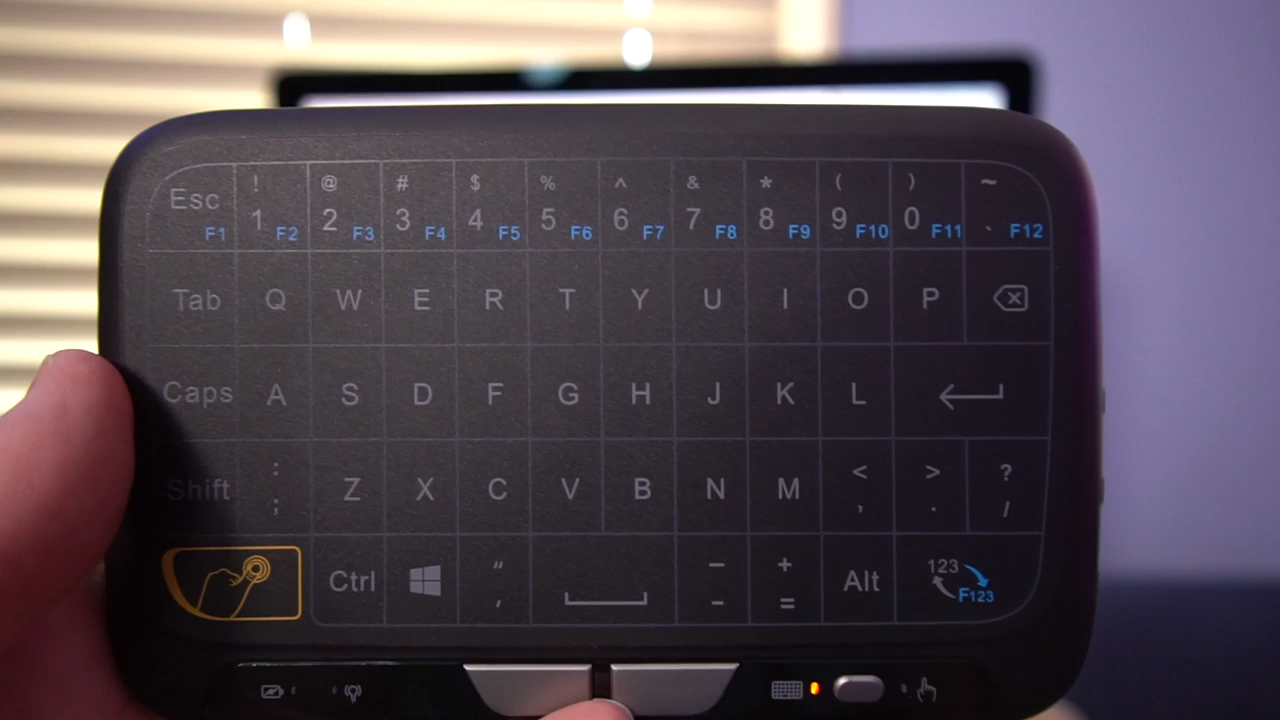 ! @ # $ % ^ & * ( ) ~
Esc 1 2 3 4 5 6 7 8 9 0 `
F1 F2 F3 F4 F5 F6 F7 F8 F9 F10 F11 F12
Tab Q W E R T Y U I O P
Caps A S D F G H J K L
: < > ?
Shift Z X C V B N M
; , . /
“ – + 123
Ctrl Alt
, - = F123